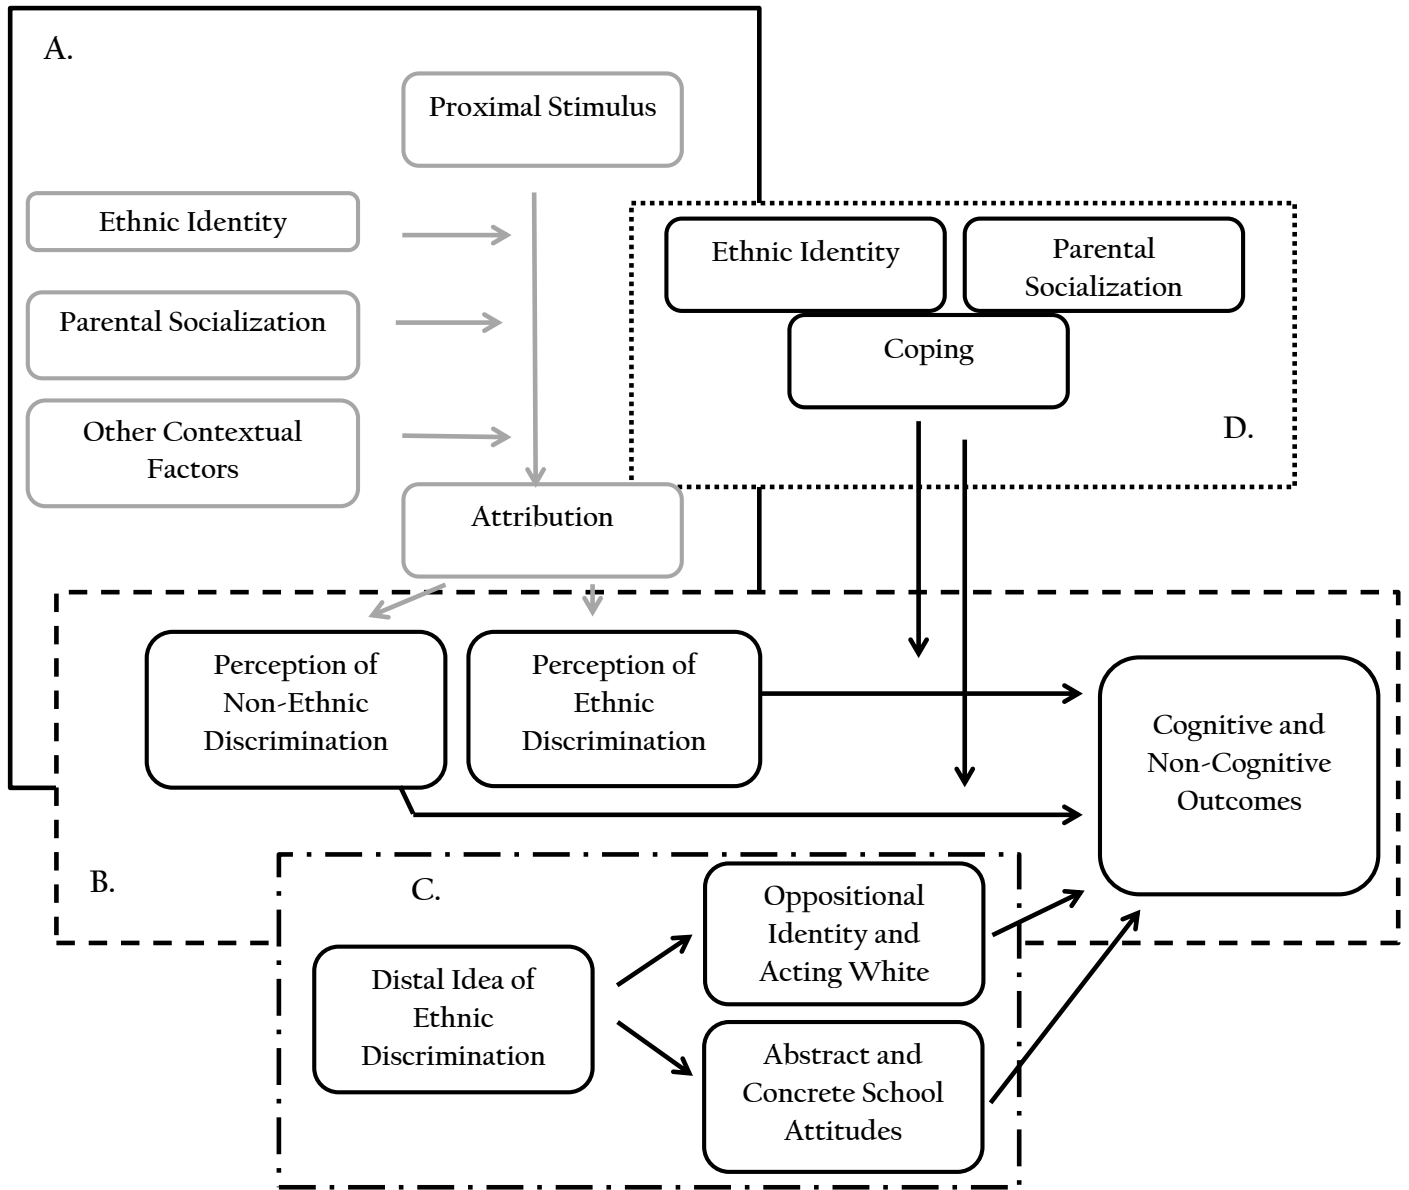 A.
Proximal Stimulus
Ethnic Identity
Parental Socialization
Other Contextual
Factors
Attribution
Ethnic Identity
Parental
Socialization
Coping
D.
Perception of
Non-Ethnic
Discrimination
Perception of
Ethnic
Discrimination
Cognitive and
Non-Cognitive
Outcomes
B.
C.
Distal Idea of
Ethnic
Discrimination
Oppositional
Identity and
Acting White
Abstract and
Concrete School
Attitudes